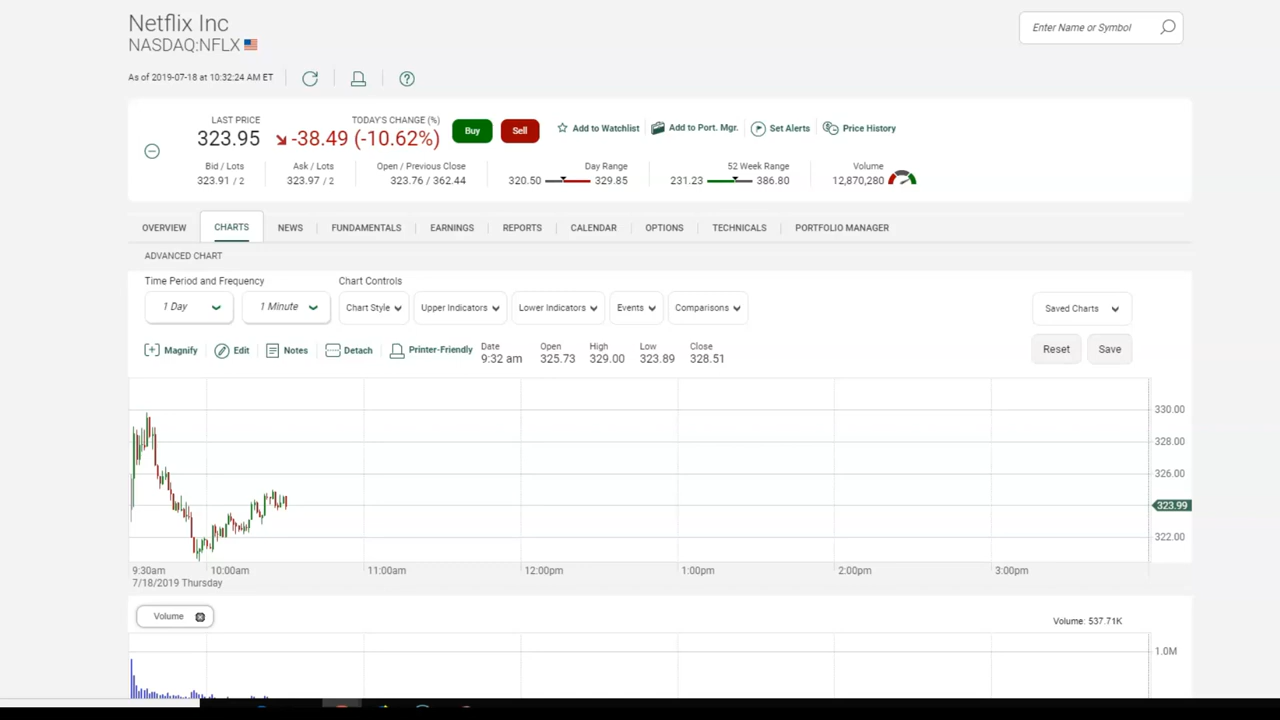 Netflix Inc
NASDAQ:NFLX
Enter Name or Symbol
As of 2019-07-18 at 10:32:24 AM ET
LAST PRICE TODAY'S CHANGE (%)
323.95 -38.49 (-10.62%) Buy Sell Add to Watchlist Add to Port. Mgr. Set Alerts Price History
Bid / Lots Ask / Lots Open / Previous Close Day Range 52 Week Range Volume
323.91 / 2 323.97 / 2 323.76 / 362.44 320.50 329.85 231.23 386.80 12,870,280
OVERVIEW CHARTS NEWS FUNDAMENTALS EARNINGS REPORTS CALENDAR OPTIONS TECHNICALS PORTFOLIO MANAGER
ADVANCED CHART
Time Period and Frequency Chart Controls
1 Day 1 Minute Chart Style Upper Indicators Lower Indicators Events Comparisons Saved Charts
Magnify Edit Notes Detach Printer-Friendly Date Open High Low Close Reset Save
9:32 am 325.73 329.00 323.89 328.51
330.00
328.00
326.00
323.99
322.00
9:30am 10:00am 11:00am 12:00pm 1:00pm 2:00pm 3:00pm
7/18/2019 Thursday
Volume Volume: 537.71K
1.0M